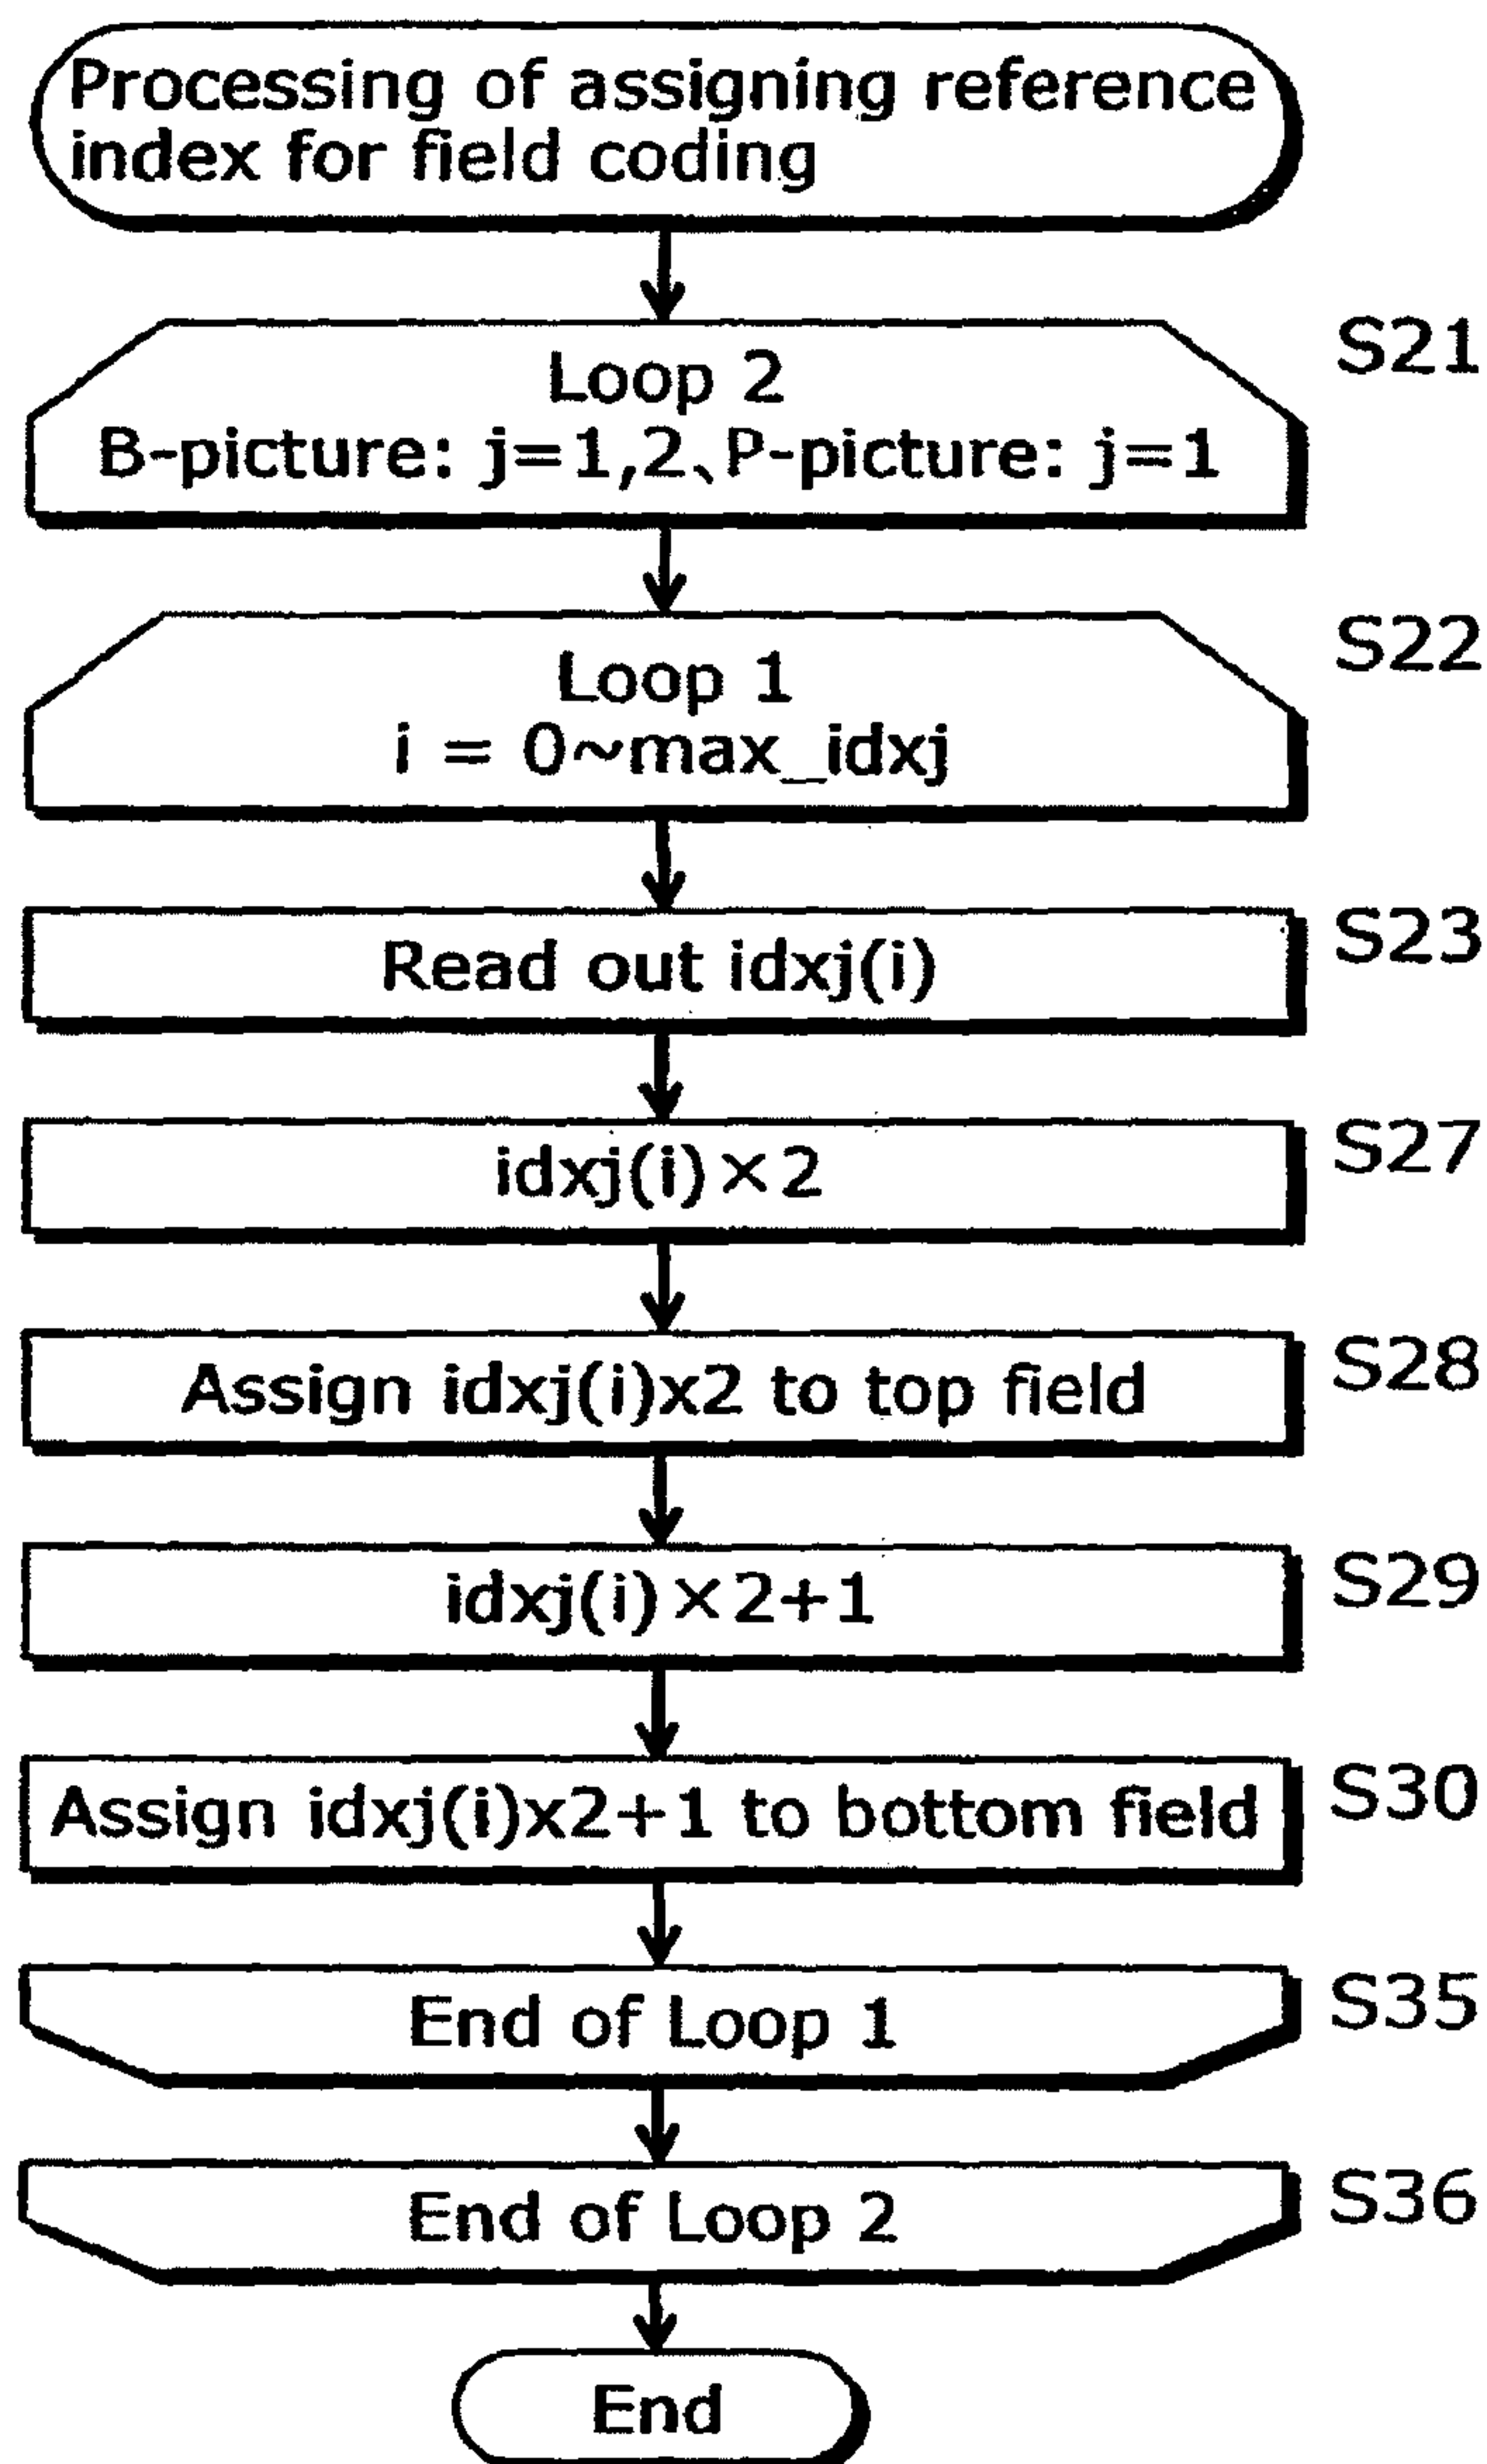 Processing of assigning reference
index for field coding
S21
Loop 2
B-picture: j=1,2、P-picture: j=1
S22
Loop 1
i = 0~max_idxj
S23
Read out idxj(i)
S27
idxj(i)×2
S28
Assign idxj(i)x2 to top field
S29
idxj(i)×2+1
S30
Assign idxj(i)x2+1 to bottom field
S35
End of Loop 1
S36
End of Loop 2
End